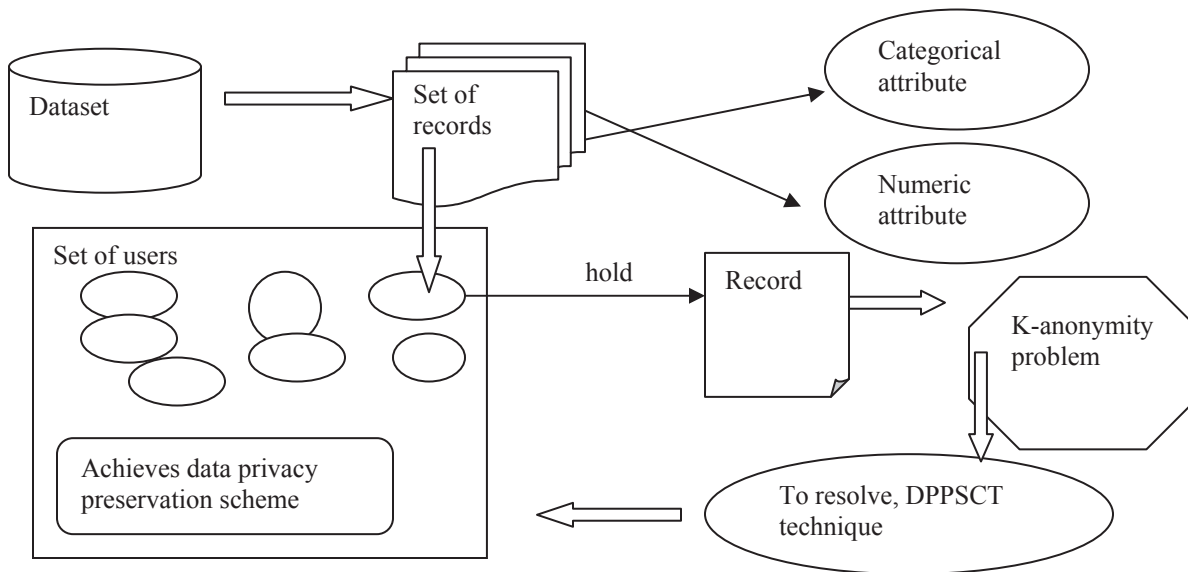 Dataset
Set of
records
Categorical
attribute
Numeric
attribute
Set of users
hold
Record
K-anonymity
problem
Achieves data privacy
preservation scheme
To resolve, DPPSCT
technique